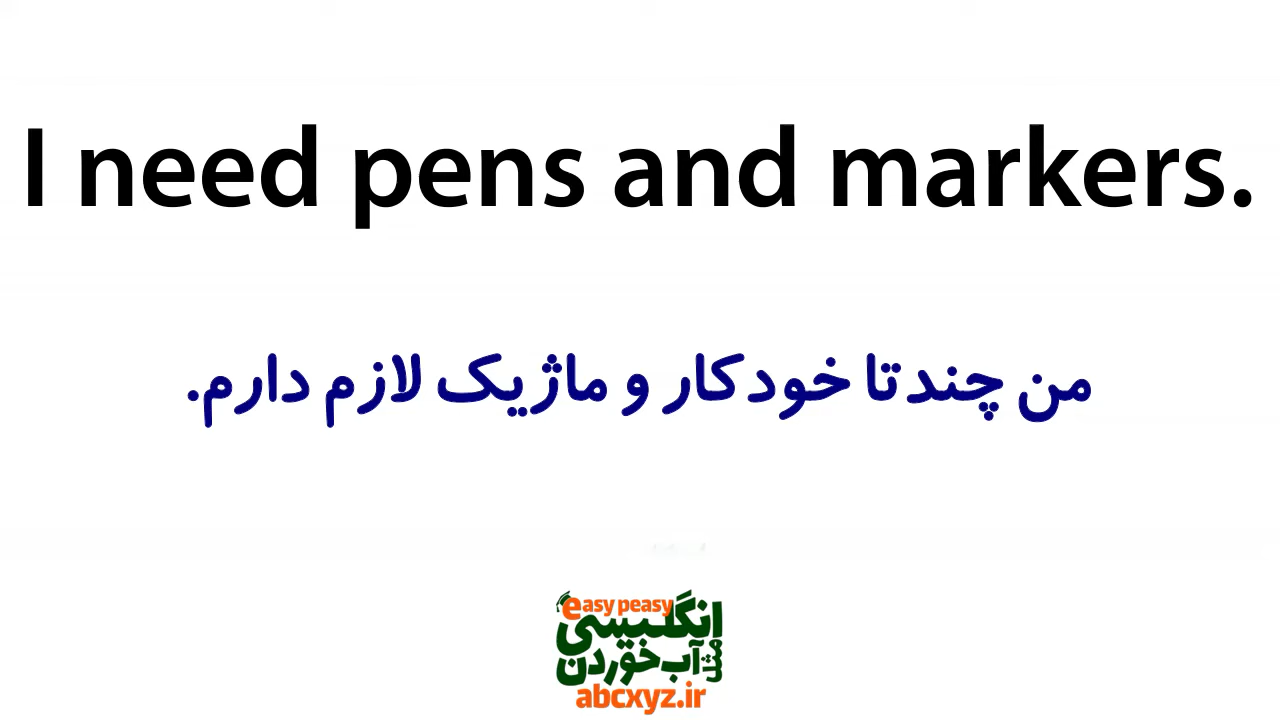 I need pens and markers.
من چندتا خودکار و ماژیک لازم دارم.
easy peasy
انگلیسی
مثل آب خوردن
abcxyz.ir